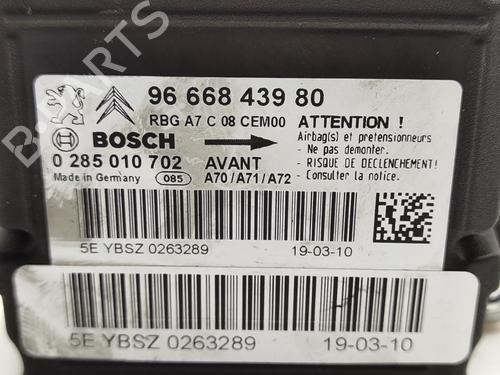 96 668 439 80
RBG A7 C 08 CEM00
ATTENTION !
BOSCH
Airbag(s) et pretensionneurs
- Ne pas demonter.
0 285 010 702
AVANT
- RISQUE DE DECLENCHEMENT!
Made in Germany
085
A70/A71/A72
- Consulter la notice.
5E YBSZ 0263289
19-03-10
5E YBSZ 0263289
19-03-10